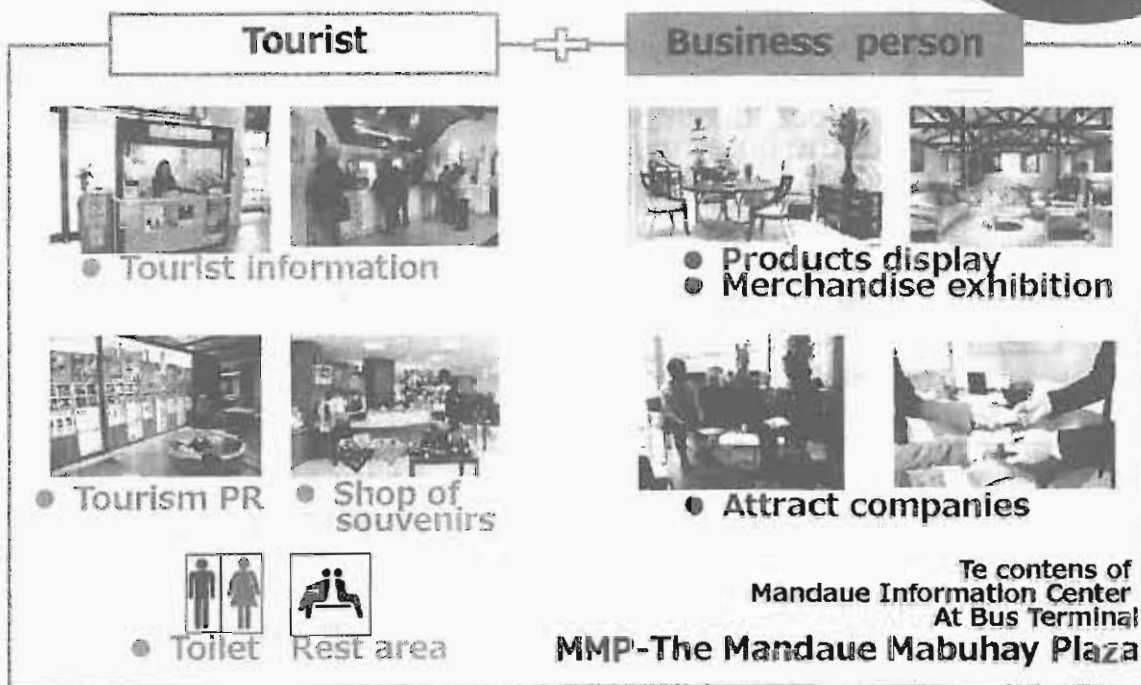 Tourist
Business person
Tourist information
Products display
Merchandise exhibition
Tourism PR
Shop of
souvenirs
Attract companies
Toilet
Rest area
Te contens of
Mandaue Information Center
At Bus Terminal
MMP-The Mandaue Mabuhay Plaza